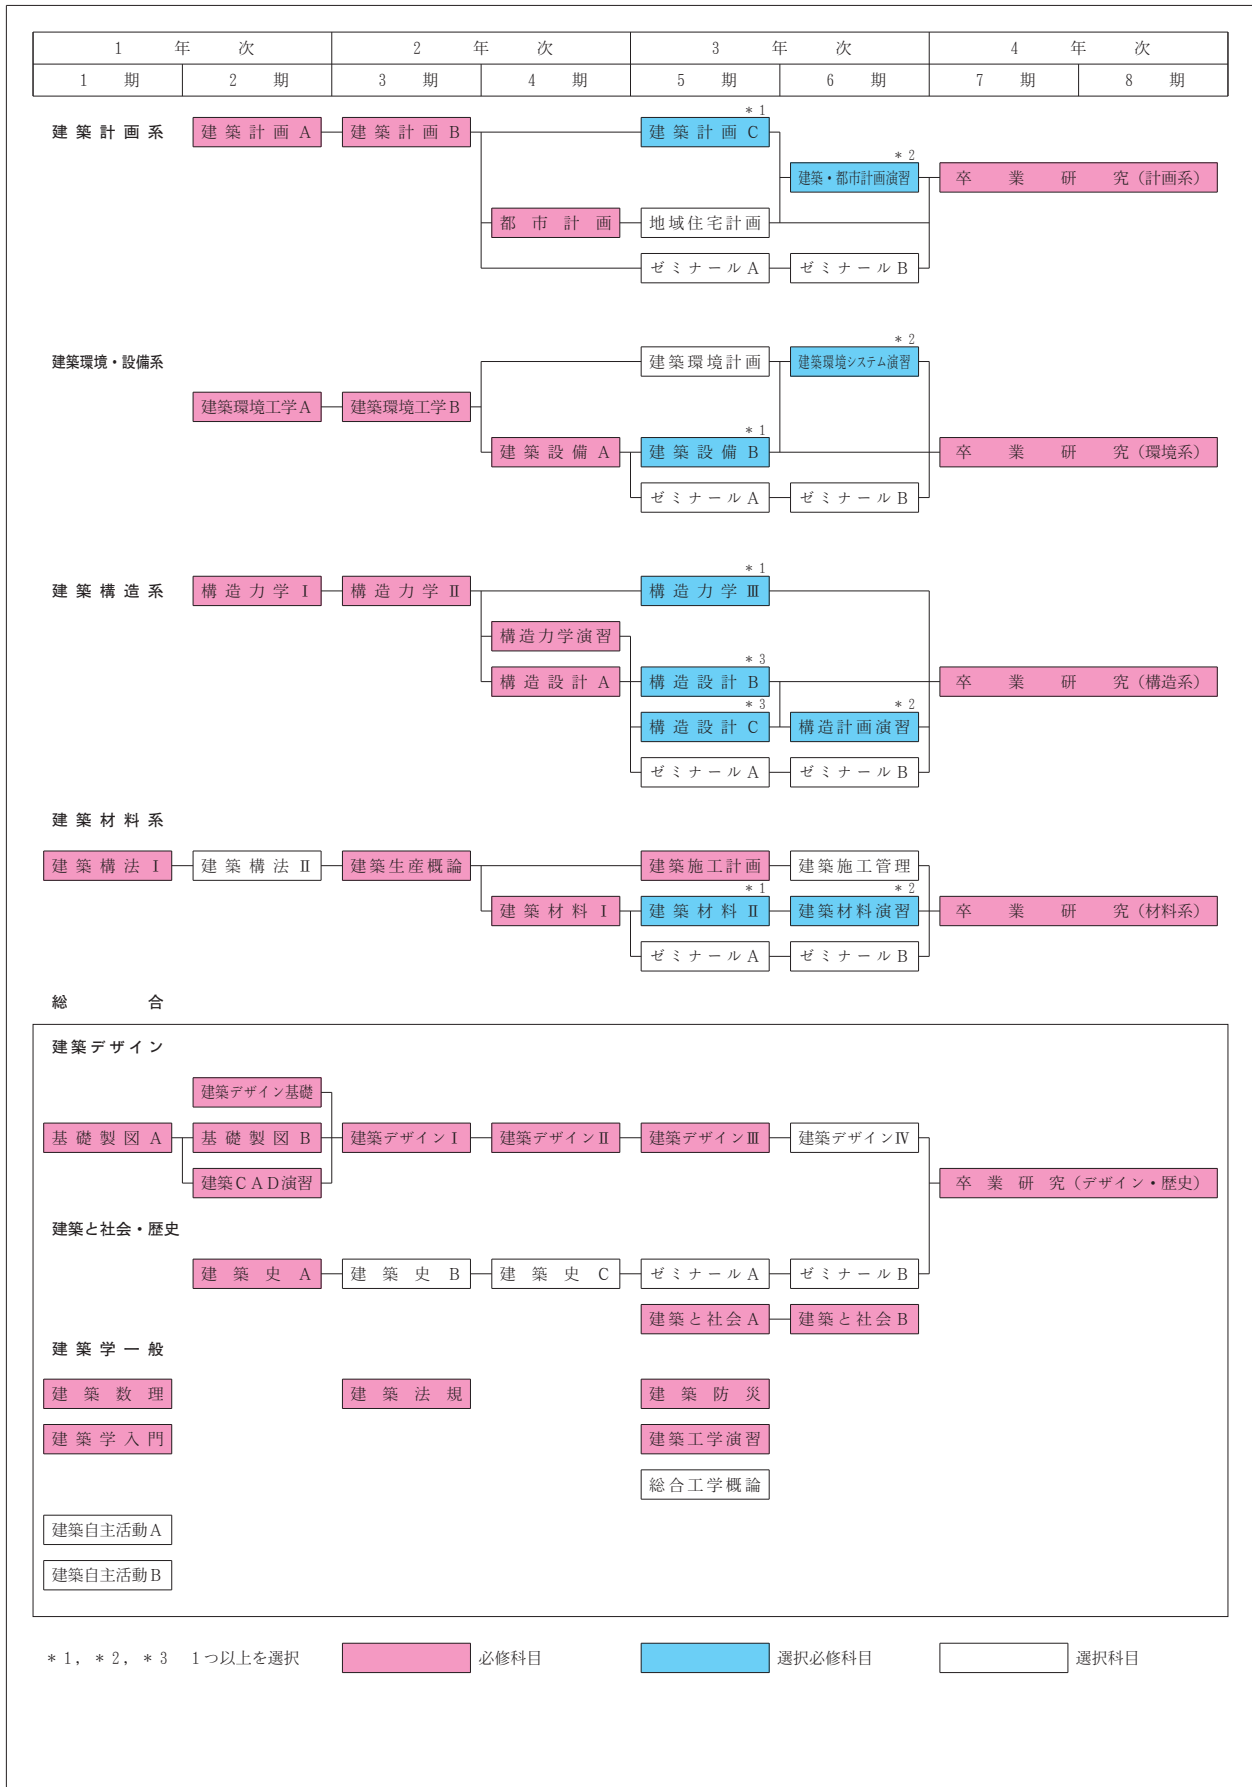 1年次 2年次 3年次 4年次
1期 2期 3期 4期 5期 6期 7期 8期
*1
建築計画系 建築計画A 建築計画B 建築計画C
*2
建築・都市計画演習 卒業研究(計画系)
都市計画 地域住宅計画
ゼミナールA ゼミナールB
*2
建築環境・設備系 建築環境計画 建築環境システム演習
建築環境工学A 建築環境工学B
*1
建築設備A 建築設備B 卒業研究(環境系)
ゼミナールA ゼミナールB
*1
建築構造系 構造力学Ⅰ 構造力学Ⅱ 構造力学Ⅲ
構造力学演習
*3
構造設計A 構造設計B 卒業研究(構造系)
*3 *2
構造設計C 構造計画演習
ゼミナールA ゼミナールB
建築材料系
建築構法Ⅰ 建築構法Ⅱ 建築生産概論 建築施工計画 建築施工管理
*1 *2
建築材料Ⅰ 建築材料Ⅱ 建築材料演習 卒業研究(材料系)
ゼミナールA ゼミナールB
総合
建築デザイン
建築デザイン基礎
基礎製図A 基礎製図B 建築デザインⅠ 建築デザインⅡ 建築デザインⅢ 建築デザインⅣ
建築CAD演習 卒業研究(デザイン・歴史)
建築と社会・歴史
建築史A 建築史B 建築史C ゼミナールA ゼミナールB
建築と社会A 建築と社会B
建築学一般
建築数理 建築法規 建築防災
建築学入門 建築工学演習
総合工学概論
建築自主活動A
建築自主活動B
*1,*2,*3 1つ以上を選択 必修科目 選択必修科目 選択科目